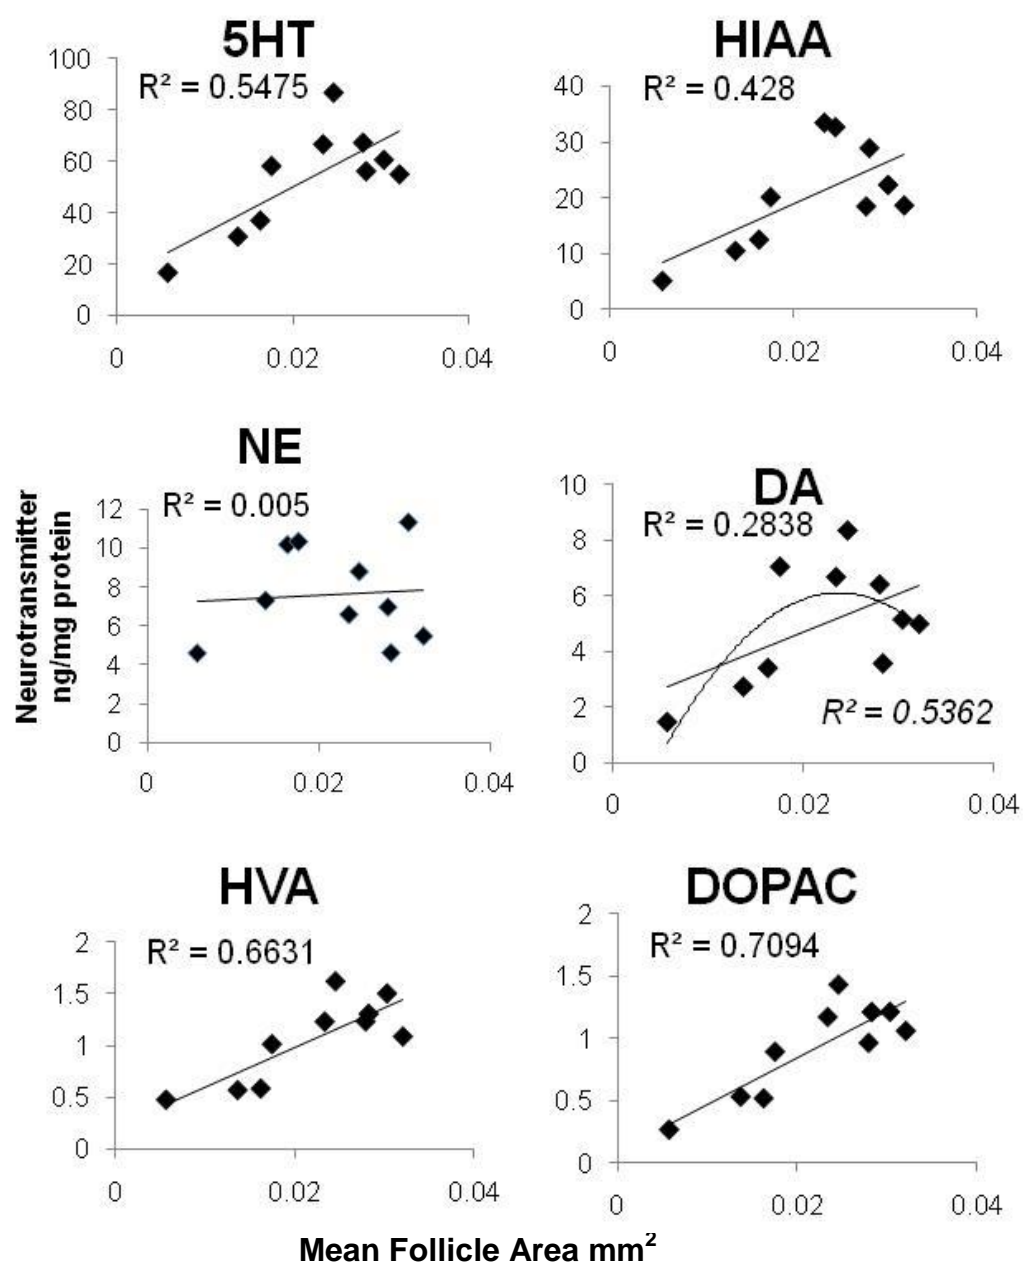 5HT
R² = 0.5475
100
80
60
40
20
0
0 0.02 0.04
HIAA
R² = 0.428
40
30
20
10
0
0 0.02 0.04
NE
R² = 0.005
12
10
8
6
4
2
0
0 0.02 0.04
DA
R² = 0.2838
10
8
6
4
2
0
R² = 0.5362
0 0.02 0.04
Neurotransmitter
ng/mg protein
HVA
R² = 0.6631
2
1.5
1
0.5
0
0 0.02 0.04
DOPAC
R² = 0.7094
2
1.5
1
0.5
0
0 0.02 0.04
Mean Follicle Area mm²